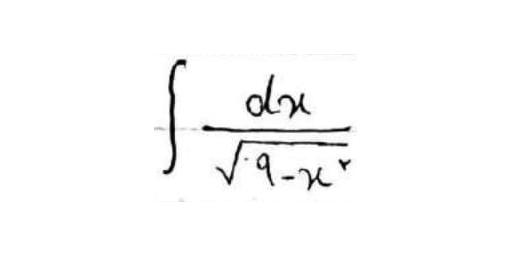 ∫ dx / √(9 - x²)